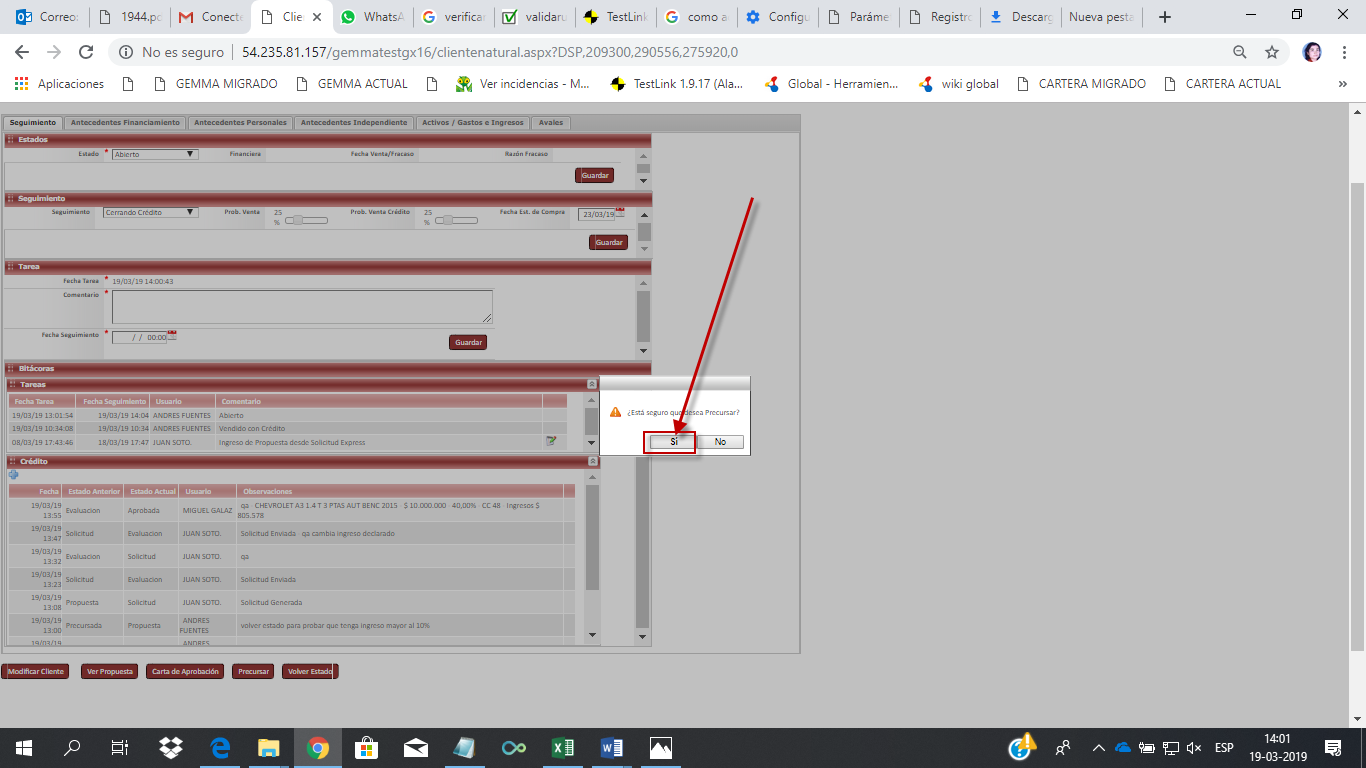 Correo: 1944.pd Conecta Clie WhatsA verificar validaru TestLink como a Configu Paráme Registro Descarg Nueva pesta
No es seguro 54.235.81.157/gemmatestgx16/clientenatural.aspx?DSP,209300,290556,275920,0
Aplicaciones GEMMA MIGRADO GEMMA ACTUAL Ver incidencias - M... TestLink 1.9.17 (Ala... Global - Herramien... wiki global CARTERA MIGRADO CARTERA ACTUAL »
Seguimiento Antecedentes Financiamiento Antecedentes Personales Antecedentes Independiente Activos / Gastos e Ingresos Avales
Estados
Estado * Abierto Financiera Fecha Venta/Fracaso Razón Fracaso
Guardar
Seguimiento
Seguimiento Cerrando Crédito Prob. Venta 25 % Prob. Venta Crédito 25 % Fecha Est. de Compra 23/03/19
Guardar
Tarea
Fecha Tarea * 19/03/19 14:00:43
Comentario *
Fecha Seguimiento * / / 00:00
Guardar
Bitácoras
Tareas
Fecha Tarea Fecha Seguimiento Usuario Comentario
19/03/19 13:01:54 19/03/19 14:04 ANDRES FUENTES Abierto
19/03/19 10:34:08 19/03/19 10:34 ANDRES FUENTES Vendido con Crédito
08/03/19 17:43:46 18/03/19 17:47 JUAN SOTO. Ingreso de Propuesta desde Solicitud Express
¿Está seguro que desea Precursar?
Si No
Crédito
Fecha Estado Anterior Estado Actual Usuario Observaciones
19/03/19 13:55 Evaluacion Aprobada MIGUEL GALAZ qa - CHEVROLET A3 1.4 T 3 PTAS AUT BENC 2015 - $ 10.000.000 - 40,00% - CC 48 - Ingresos $ 805.578
19/03/19 13:47 Solicitud Evaluacion JUAN SOTO. Solicitud Enviada - qa cambia ingreso declarado
19/03/19 13:32 Evaluacion Solicitud JUAN SOTO. qa
19/03/19 13:23 Solicitud Evaluacion JUAN SOTO. Solicitud Enviada
19/03/19 13:08 Propuesta Solicitud JUAN SOTO. Solicitud Generada
19/03/19 13:00 Precursada Propuesta ANDRES FUENTES volver estado para probar que tenga ingreso mayor al 10%
19/03/19 ANDRES
Modificar Cliente Ver Propuesta Carta de Aprobación Precursar Volver Estado
ESP 14:01
19-03-2019